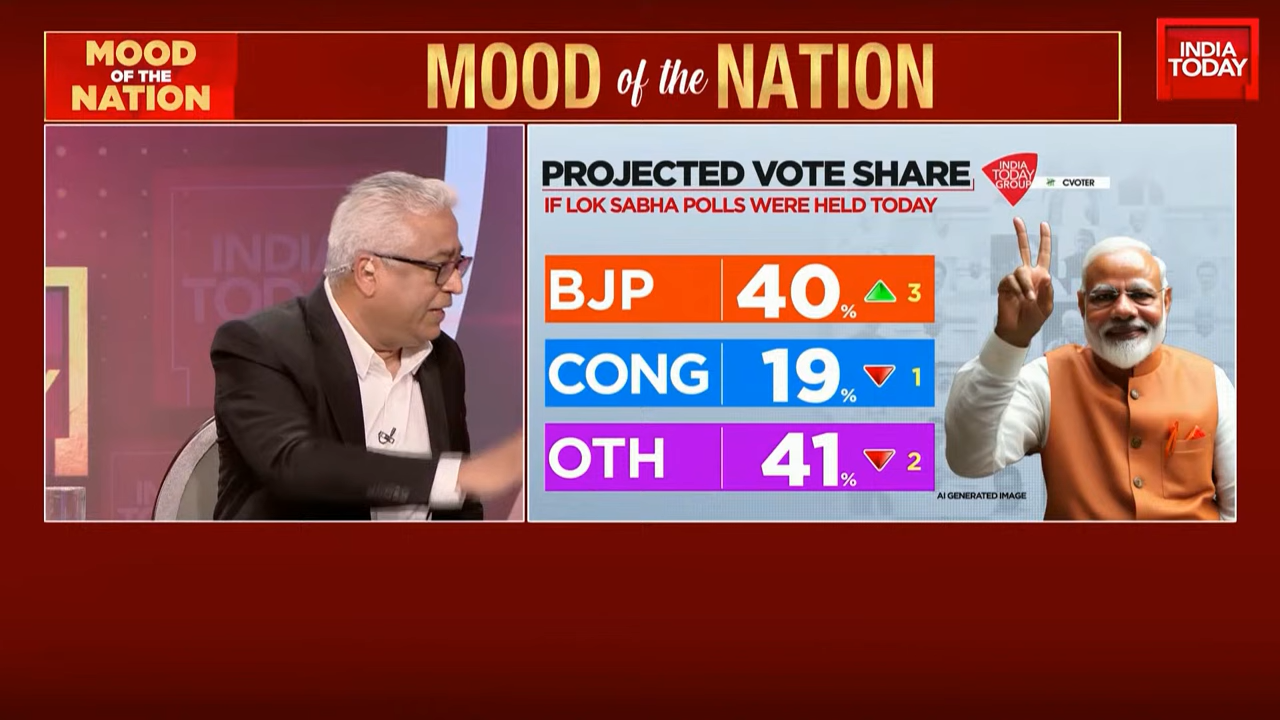 MOOD
OF THE
NATION
MOOD of the NATION
INDIA
TODAY
INDIA
TODAY
IN
PROJECTED VOTE SHARE
IF LOK SABHA POLLS WERE HELD TODAY
INDIA
TODAY
GROUP
CVOTER
BJP 40% 3
CONG 19% 1
OTH 41% 2
AI GENERATED IMAGE